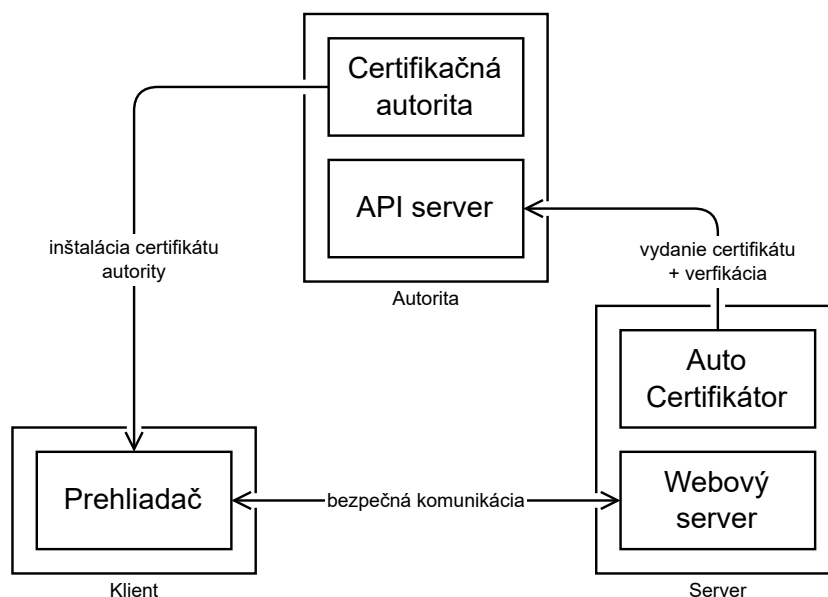 Certifikačná
autorita
API server
Autorita
inštalácia certifikátu
autority
vydanie certifikátu
+ verfikácia
Auto
Certifikátor
Prehliadač
bezpečná komunikácia
Webový
server
Klient
Server